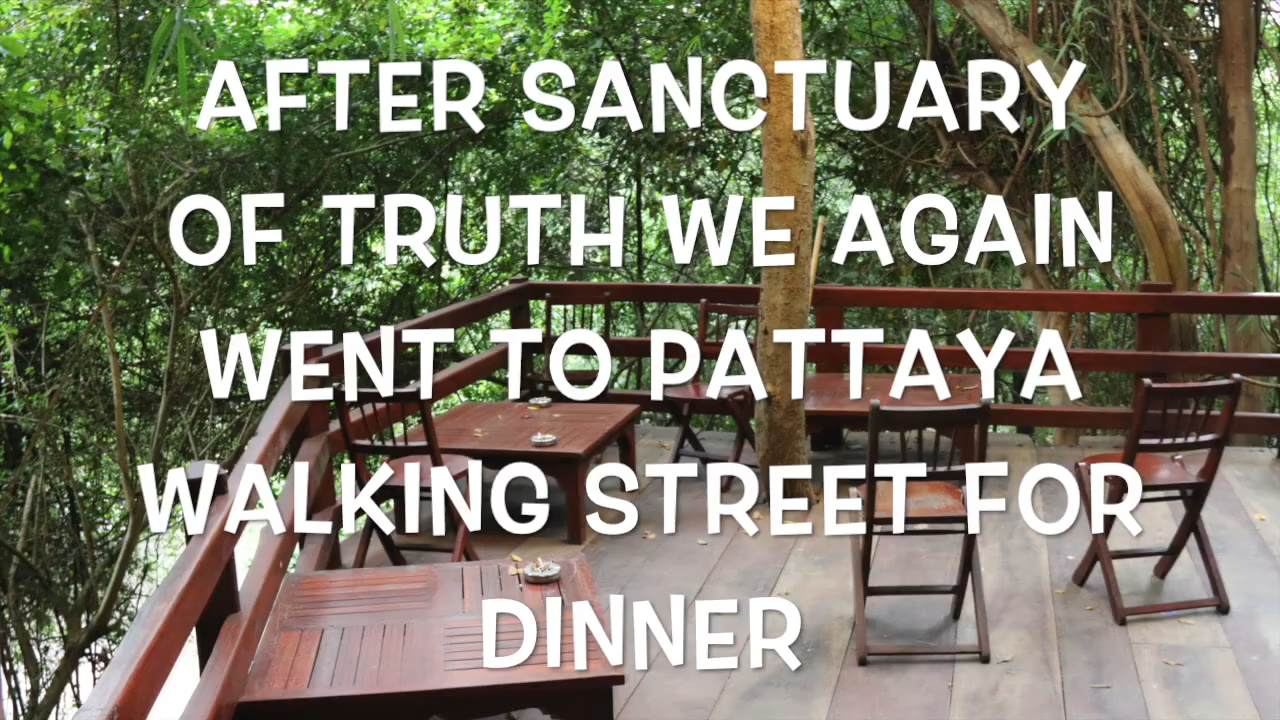 AFTER SANCTUARY
OF TRUTH WE AGAIN
WENT TO PATTAYA
WALKING STREET FOR
DINNER